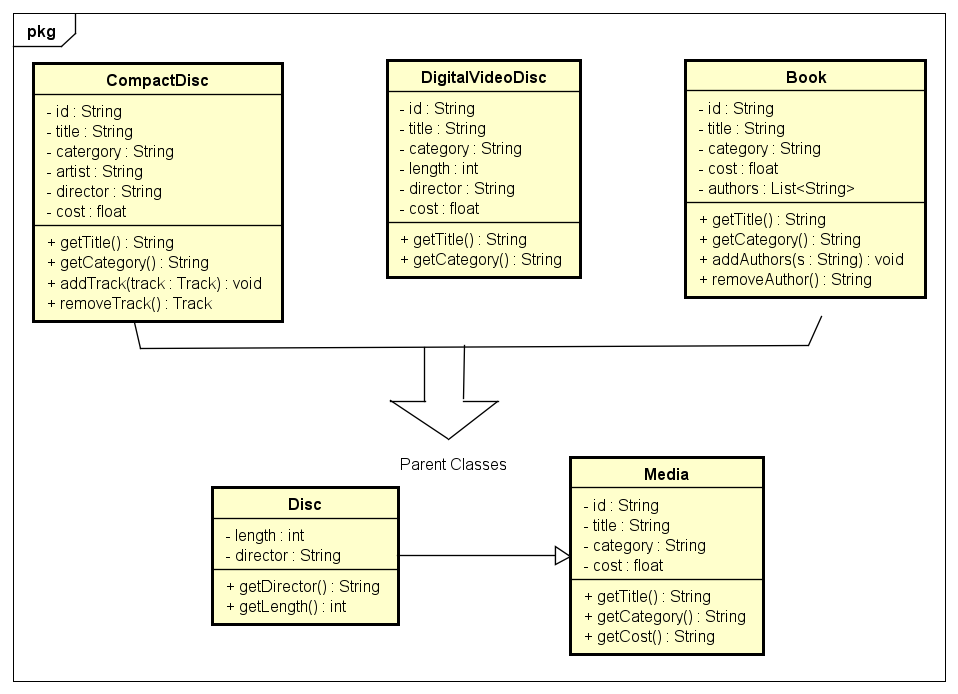 pkg
CompactDisc
- id : String
- title : String
- catergory : String
- artist : String
- director : String
- cost : float
+ getTitle() : String
+ getCategory() : String
+ addTrack(track : Track) : void
+ removeTrack() : Track
DigitalVideoDisc
- id : String
- title : String
- category : String
- length : int
- director : String
- cost : float
+ getTitle() : String
+ getCategory() : String
Book
- id : String
- title : String
- category : String
- cost : float
- authors : List<String>
+ getTitle() : String
+ getCategory() : String
+ addAuthors(s : String) : void
+ removeAuthor() : String
Parent Classes
Disc
- length : int
- director : String
+ getDirector() : String
+ getLength() : int
Media
- id : String
- title : String
- category : String
- cost : float
+ getTitle() : String
+ getCategory() : String
+ getCost() : String